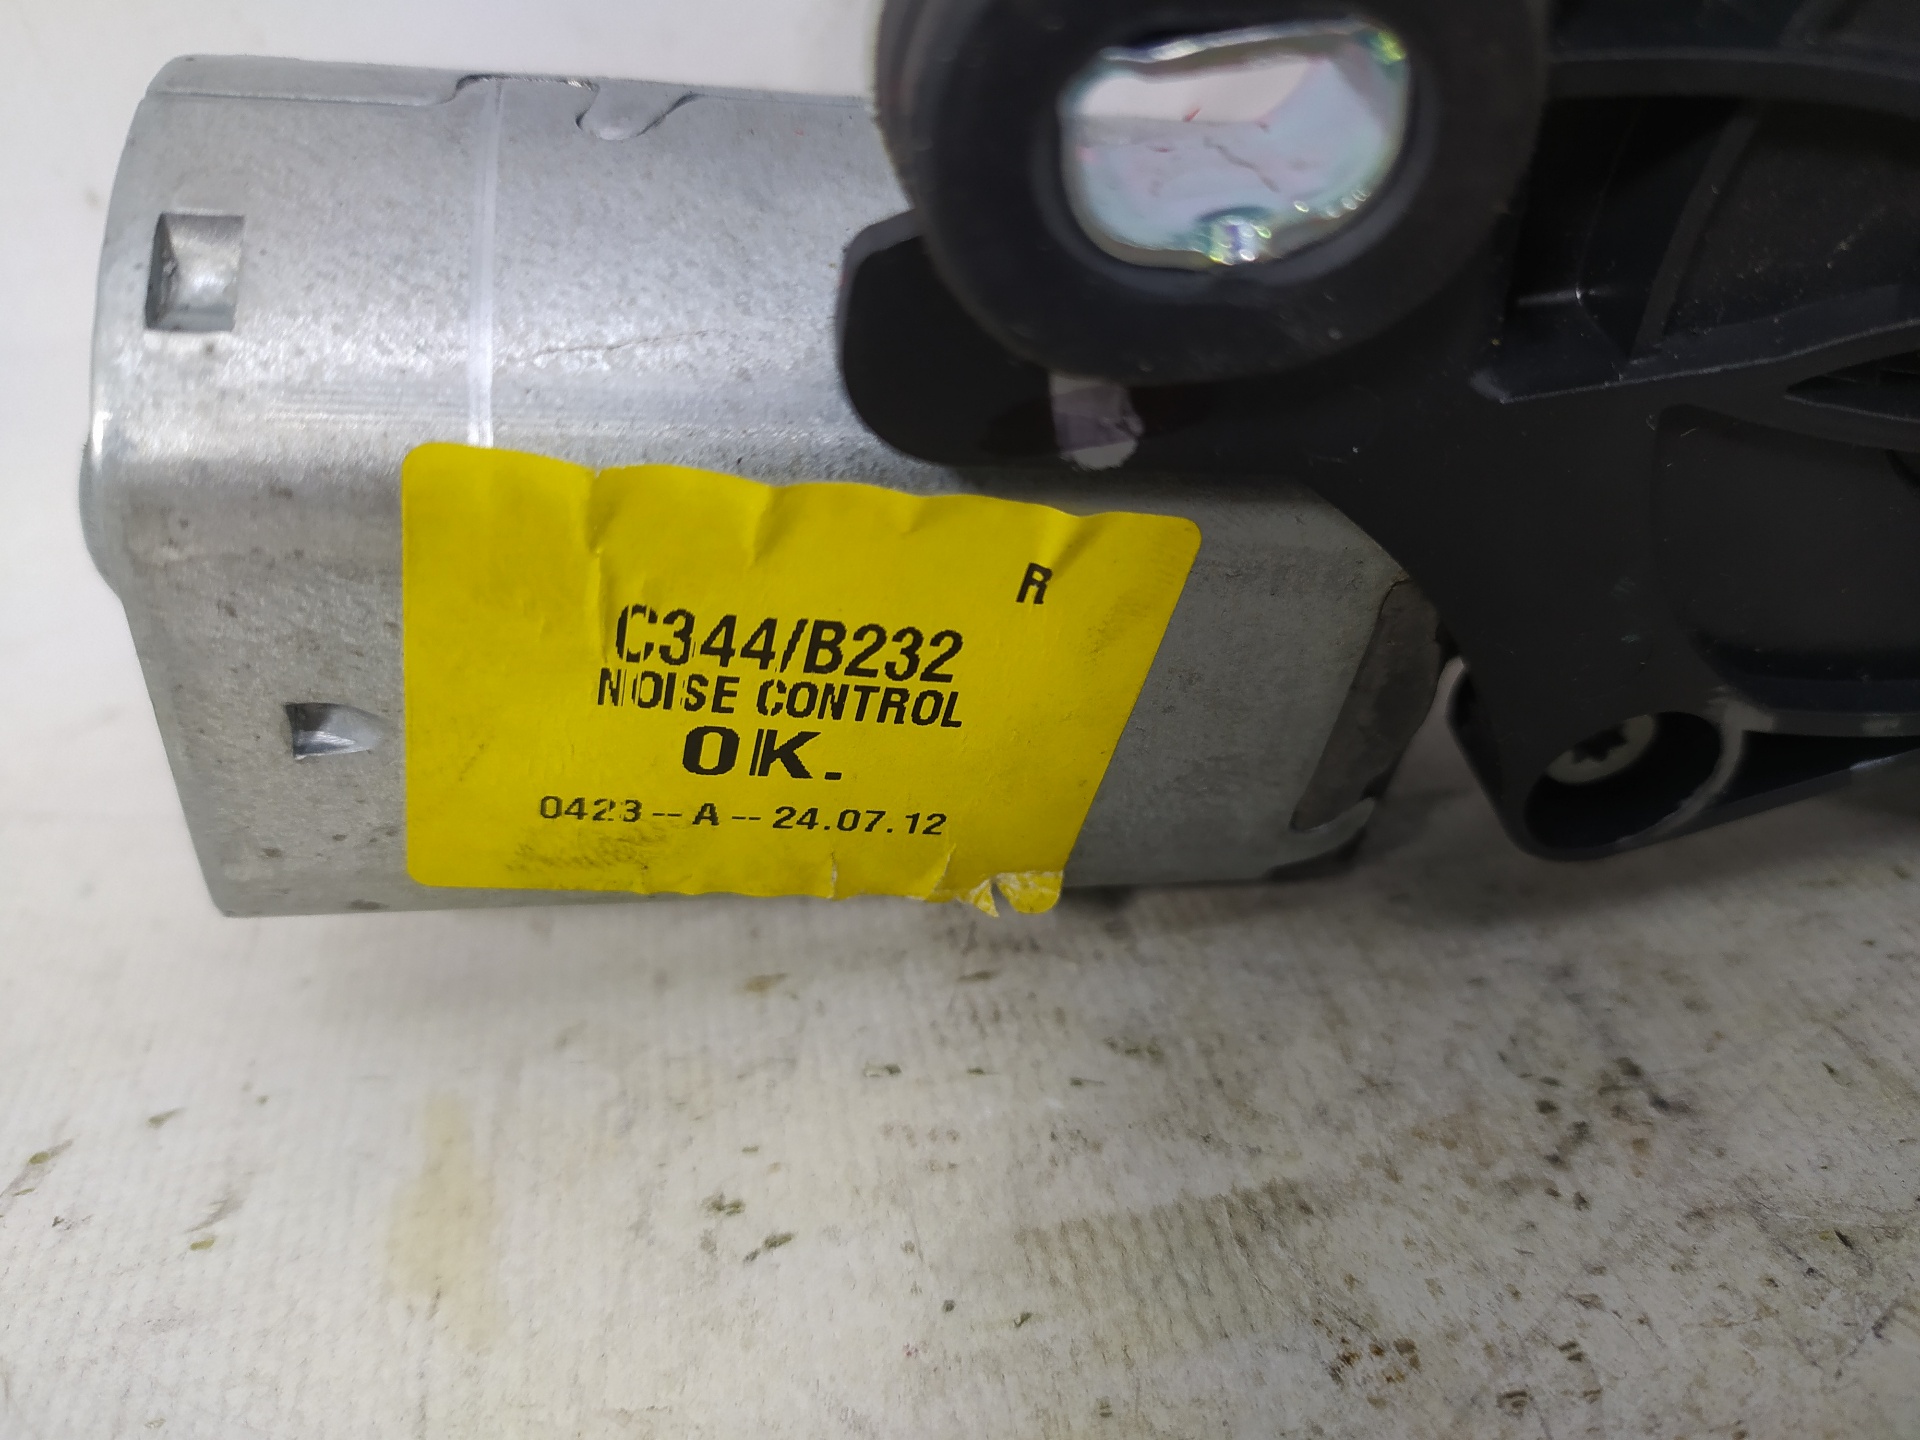 R
C344/B232
NOISE CONTROL
OK.
0423--A--24.07.12